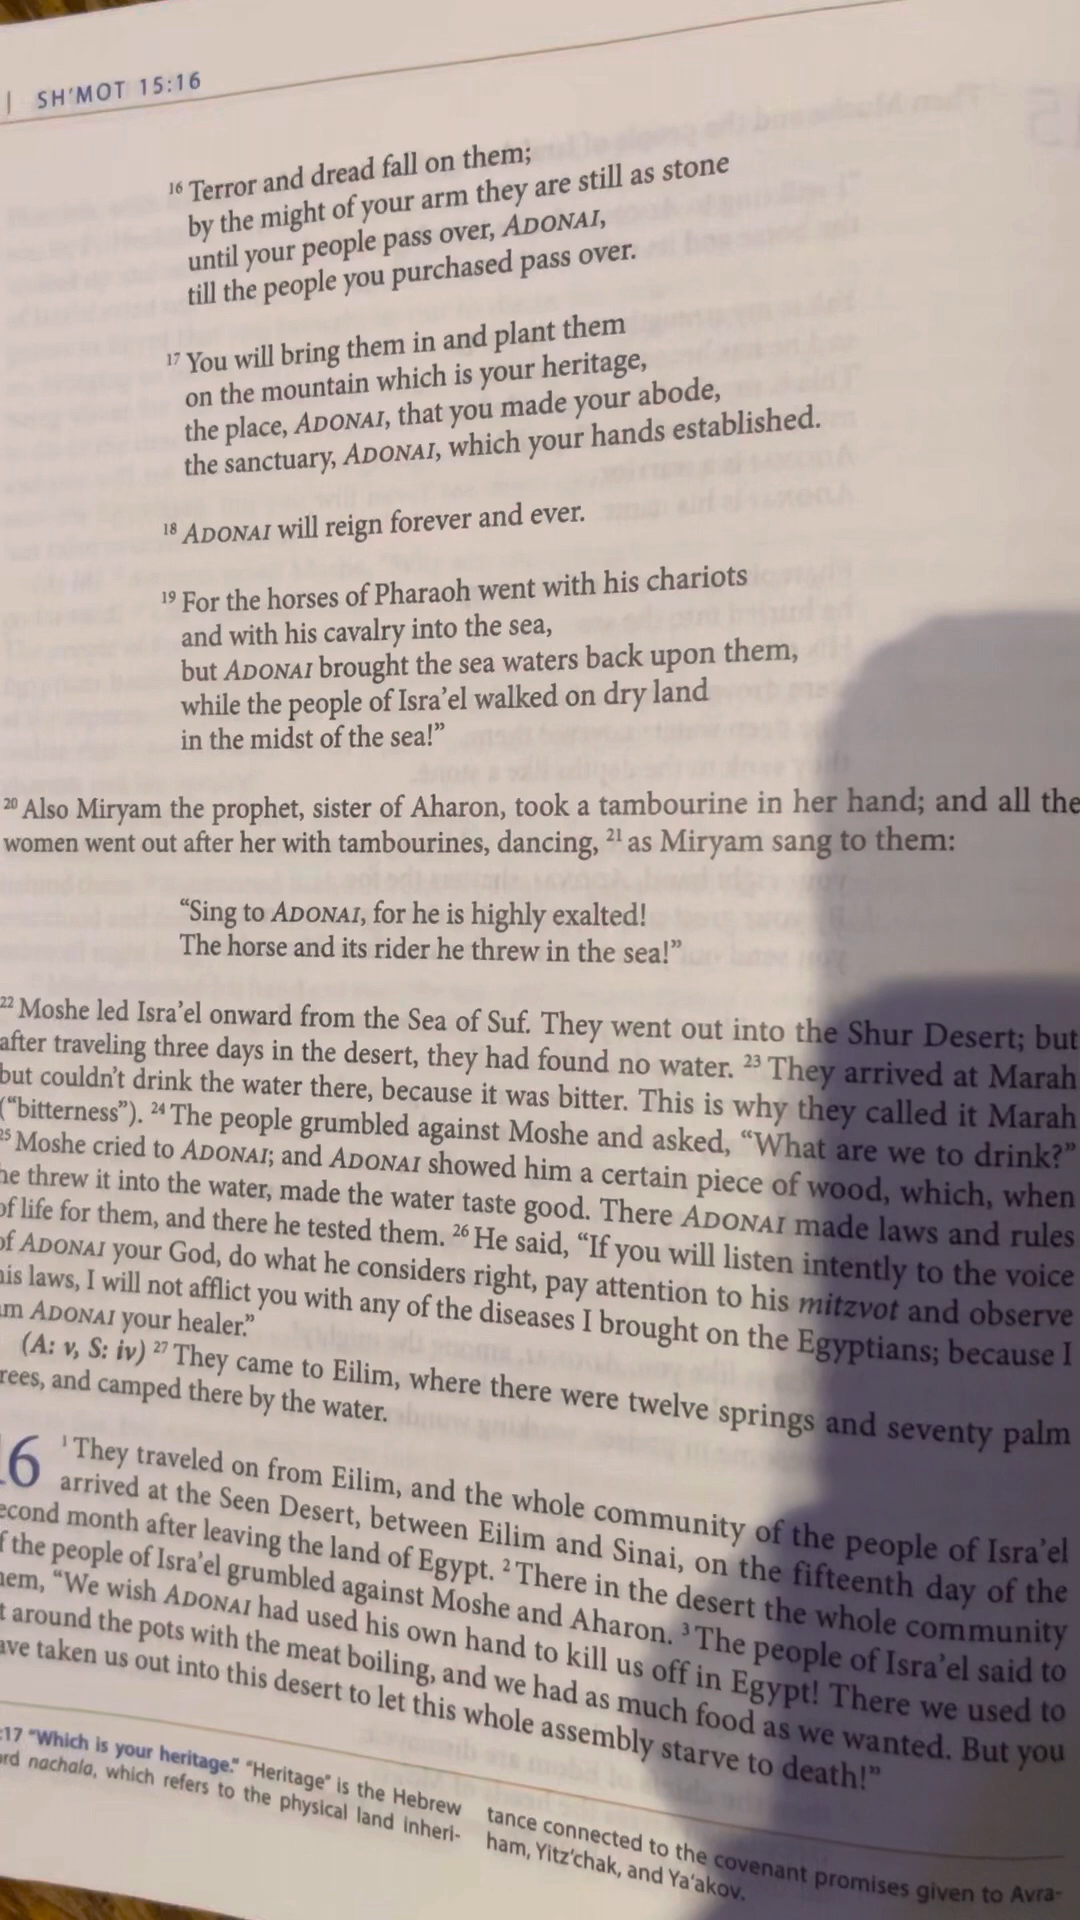 | SH'MOT 15:16
16 Terror and dread fall on them;
by the might of your arm they are still as stone
until your people pass over, ADONAI,
till the people you purchased pass over.
17 You will bring them in and plant them
on the mountain which is your heritage,
the place, ADONAI, that you made your abode,
the sanctuary, ADONAI, which your hands established.
18 ADONAI will reign forever and ever.
19 For the horses of Pharaoh went with his chariots
and with his cavalry into the sea,
but ADONAI brought the sea waters back upon them,
while the people of Isra’el walked on dry land
in the midst of the sea!”
20 Also Miryam the prophet, sister of Aharon, took a tambourine in her hand; and all the
women went out after her with tambourines, dancing, 21 as Miryam sang to them:
“Sing to ADONAI, for he is highly exalted!
The horse and its rider he threw in the sea!”
22 Moshe led Isra’el onward from the Sea of Suf. They went out into the Shur Desert; but
after traveling three days in the desert, they had found no water. 23 They arrived at Marah
but couldn’t drink the water there, because it was bitter. This is why they called it Marah
(“bitterness”). 24 The people grumbled against Moshe and asked, “What are we to drink?”
25 Moshe cried to ADONAI; and ADONAI showed him a certain piece of wood, which, when
he threw it into the water, made the water taste good. There ADONAI made laws and rules
of life for them, and there he tested them. 26 He said, “If you will listen intently to the voice
of ADONAI your God, do what he considers right, pay attention to his mitzvot and observe
his laws, I will not afflict you with any of the diseases I brought on the Egyptians; because I
am ADONAI your healer.”
(A: v, S: iv) 27 They came to Eilim, where there were twelve springs and seventy palm
rees, and camped there by the water.
16 1 They traveled on from Eilim, and the whole community of the people of Isra’el
arrived at the Seen Desert, between Eilim and Sinai, on the fifteenth day of the
econd month after leaving the land of Egypt. 2 There in the desert the whole community
f the people of Isra’el grumbled against Moshe and Aharon. 3 The people of Isra’el said to
hem, “We wish ADONAI had used his own hand to kill us off in Egypt! There we used to
t around the pots with the meat boiling, and we had as much food as we wanted. But you
ave taken us out into this desert to let this whole assembly starve to death!”
:17 “Which is your heritage.” “Heritage” is the Hebrew
ord nachala, which refers to the physical land inheri-
tance connected to the covenant promises given to Avra-
ham, Yitz’chak, and Ya’akov.